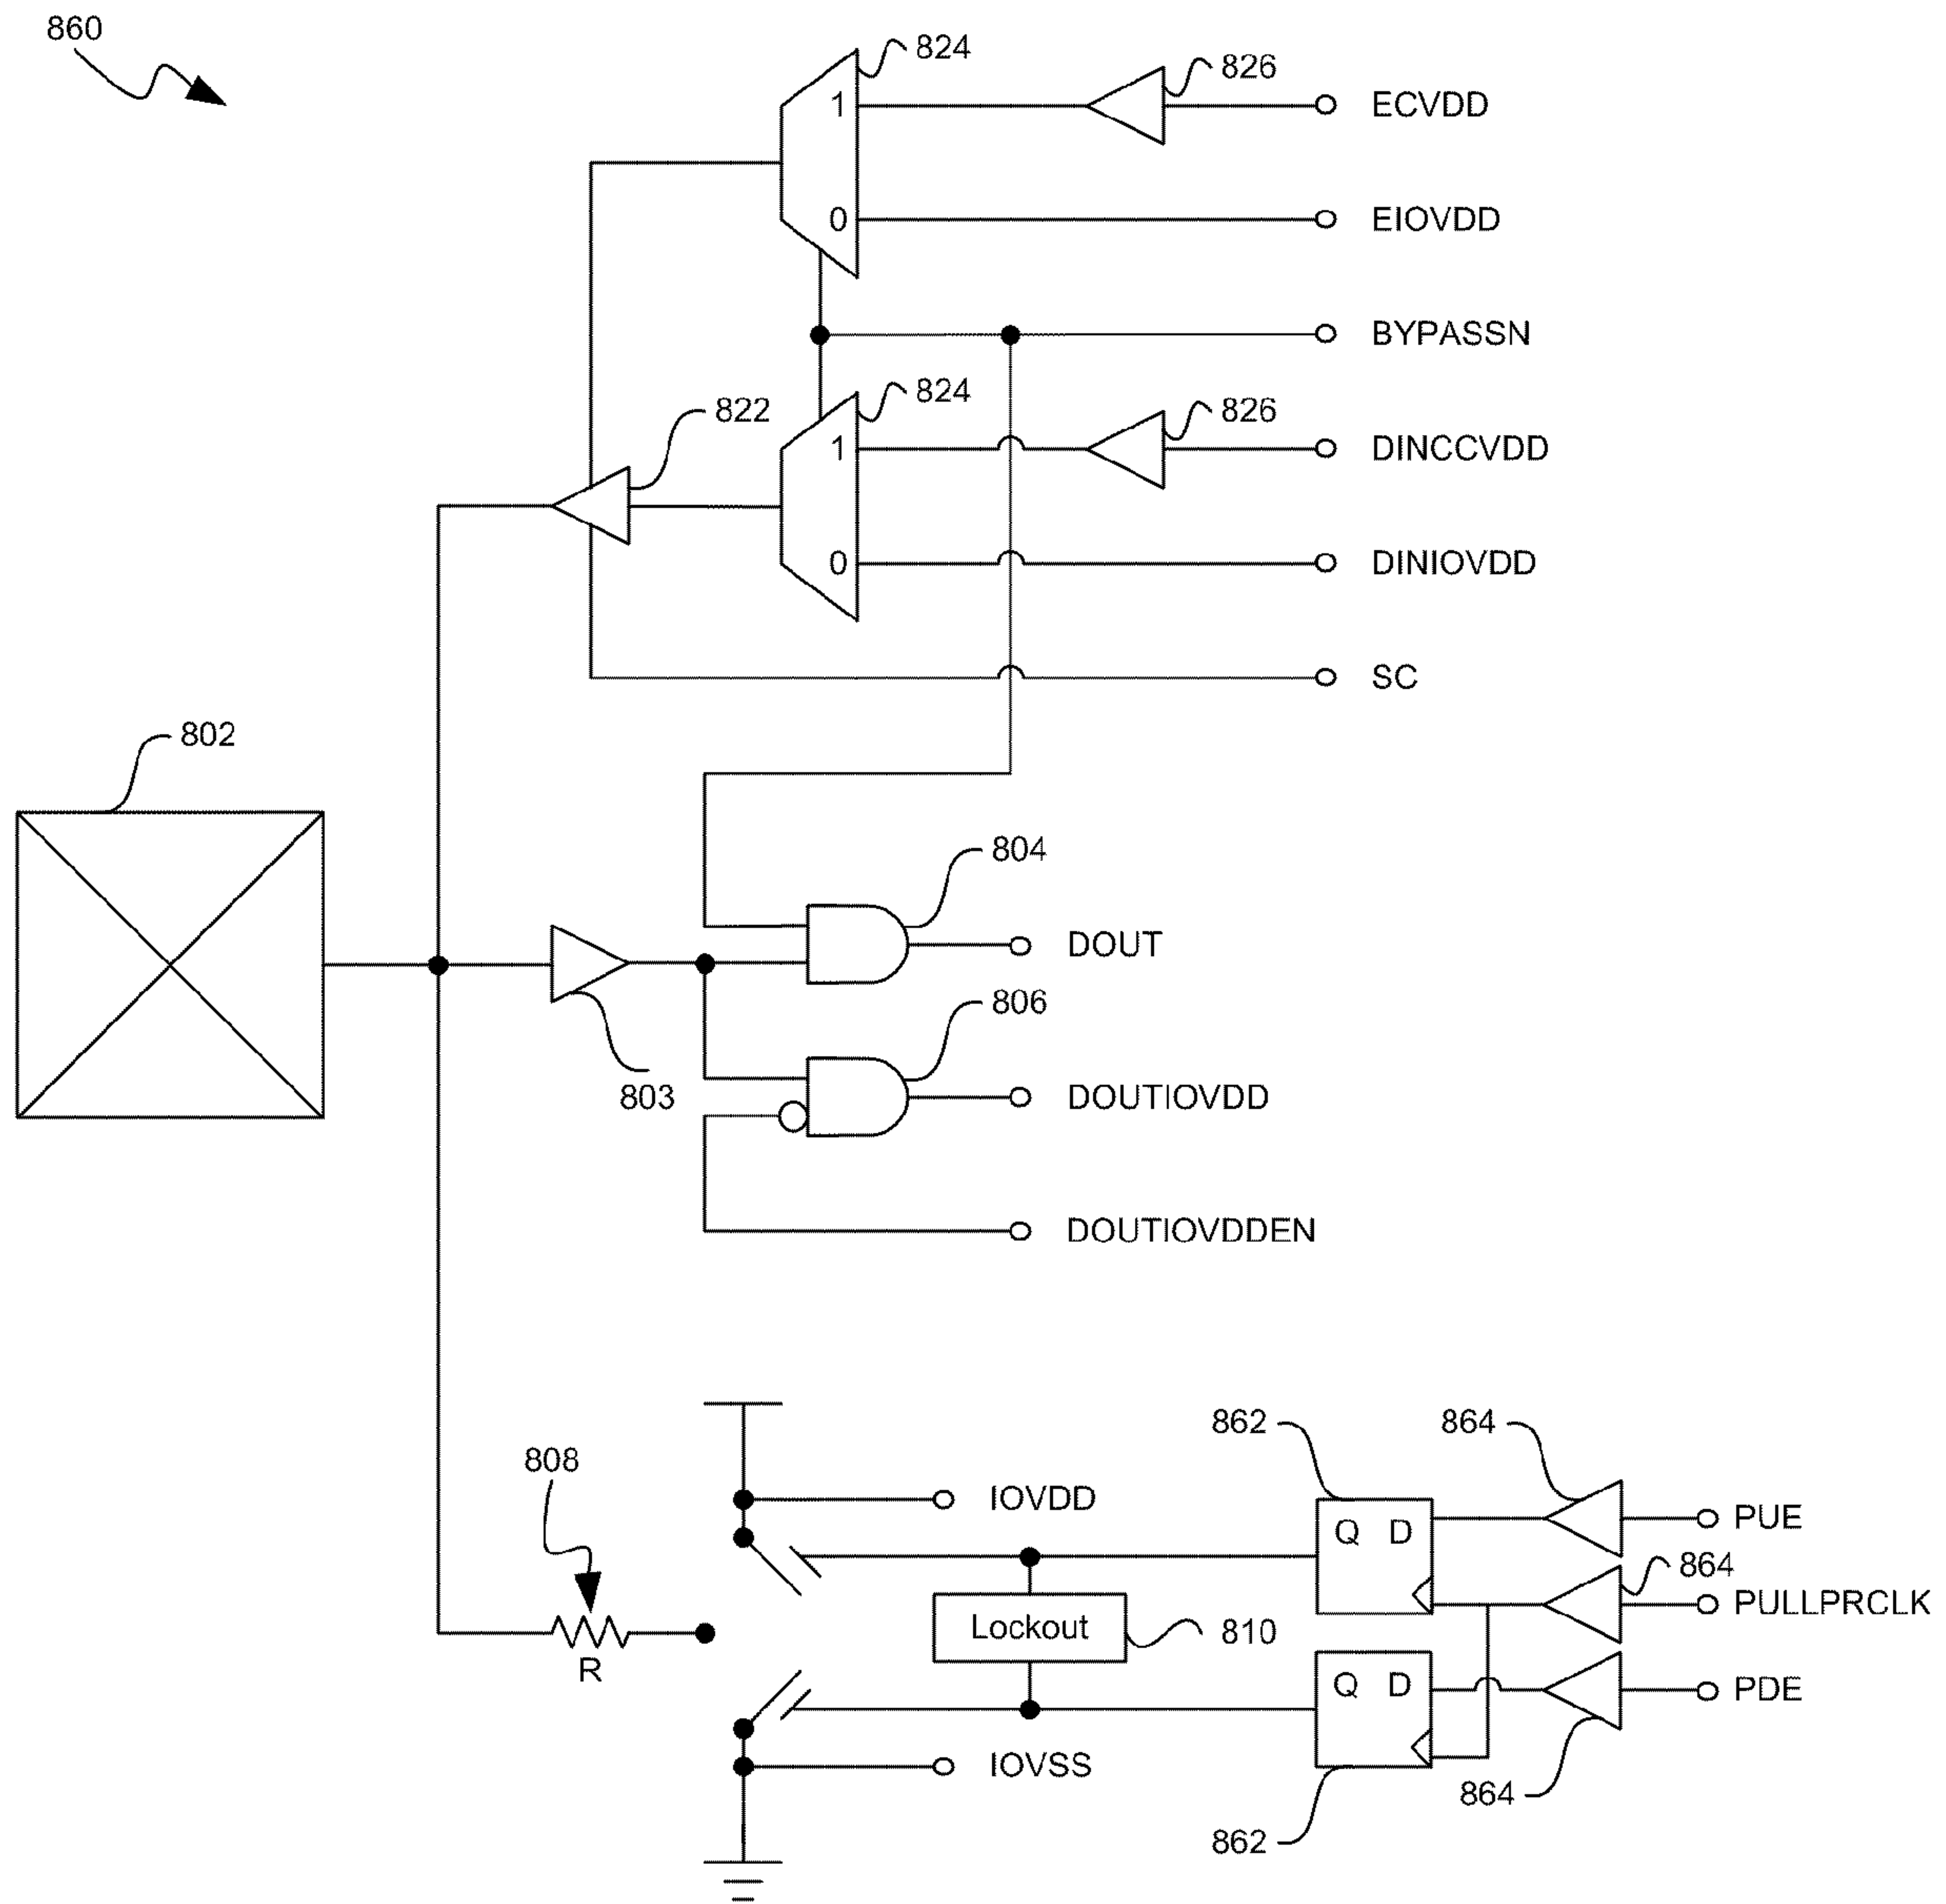 860
824
826
1
ECVDD
0
EIOVDD
BYPASSN
822
824
826
1
DINCCVDD
0
DINIOVDD
SC
802
804
DOUT
803
806
DOUTIOVDD
DOUTIOVDDEN
808
R
IOVDD
Lockout
810
IOVSS
862
864
Q D
PUE
864
PULLPRCLK
Q D
PDE
864
862